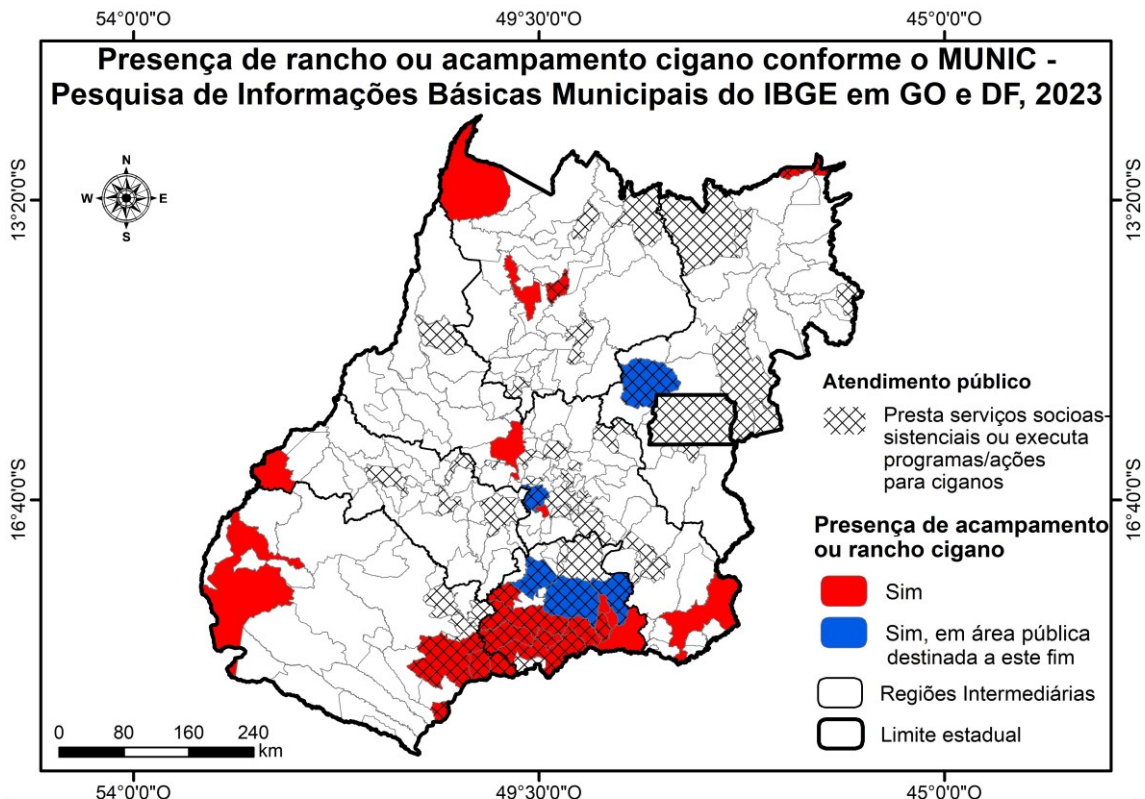 54°0'0"O 49°30'0"O 45°0'0"O
Presença de rancho ou acampamento cigano conforme o MUNIC -
Pesquisa de Informações Básicas Municipais do IBGE em GO e DF, 2023
N
W E
S
13°20'0"S
13°20'0"S
Atendimento público
Presta serviços socioas-
sistenciais ou executa
programas/ações
para ciganos
16°40'0"S
16°40'0"S
Presença de acampamento
ou rancho cigano
Sim
Sim, em área pública
destinada a este fim
Regiões Intermediárias
Limite estadual
0 80 160 240
km
54°0'0"O 49°30'0"O 45°0'0"O